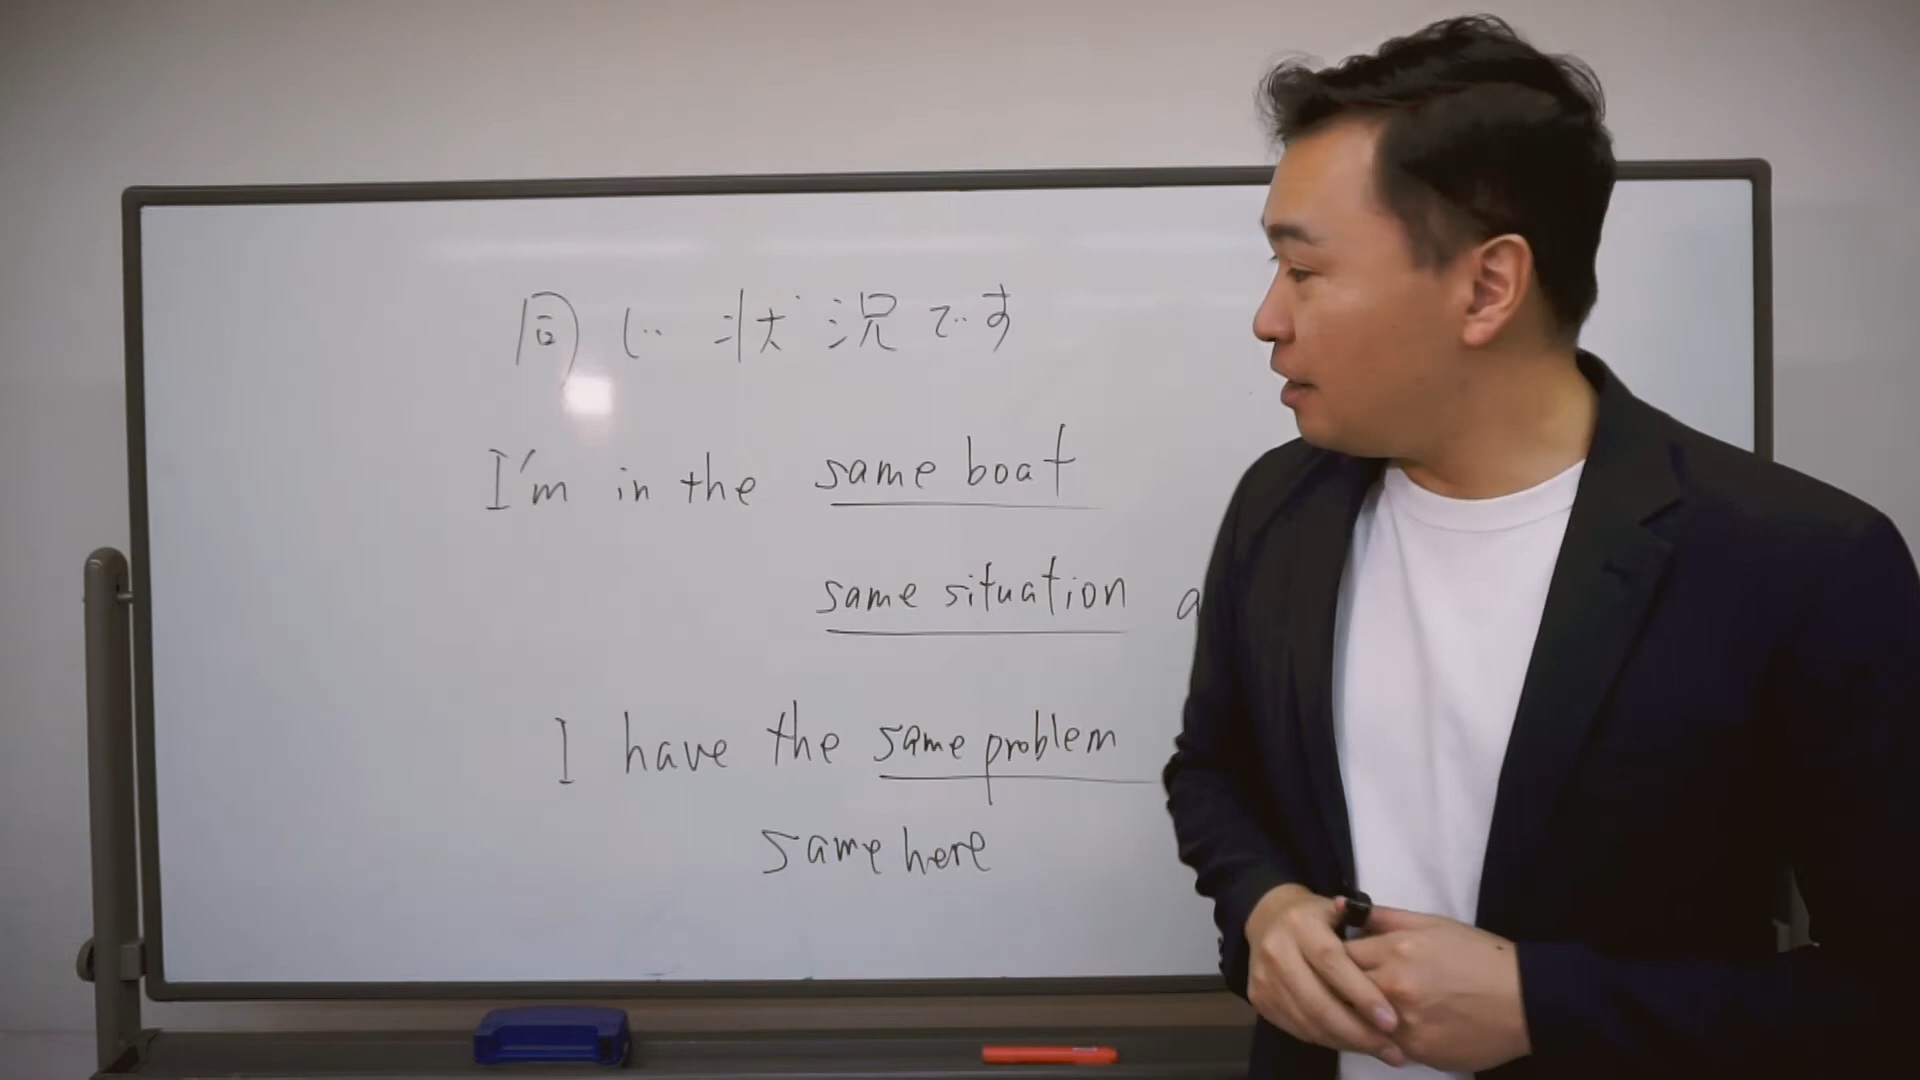 同じ状況です
I'm in the same boat
same situation
I have the same problem
same here